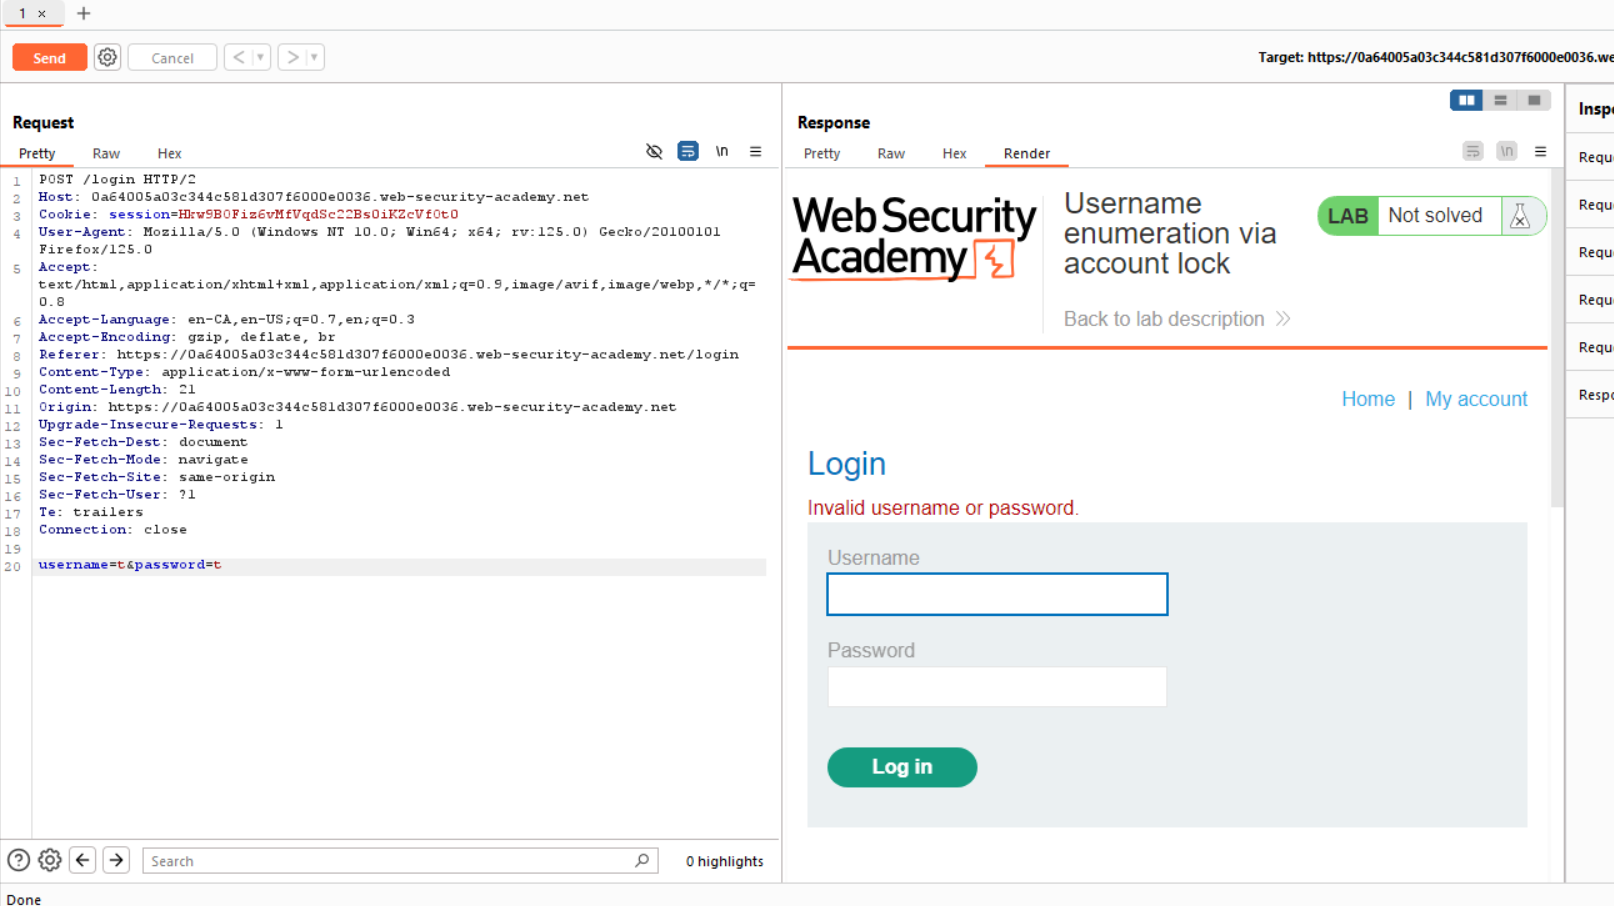 1 ×
+
Send
Cancel
Target: https://0a64005a03c344c581d307f6000e0036.we
Request
Pretty Raw Hex
\n
1 POST /login HTTP/2
2 Host: 0a64005a03c344c581d307f6000e0036.web-security-academy.net
3 Cookie: session=Hkw9B0Fiz6vMfVqdSc22Bs0iKZcVf0t0
4 User-Agent: Mozilla/5.0 (Windows NT 10.0; Win64; x64; rv:125.0) Gecko/20100101
Firefox/125.0
5 Accept:
text/html,application/xhtml+xml,application/xml;q=0.9,image/avif,image/webp,*/*;q=
0.8
6 Accept-Language: en-CA,en-US;q=0.7,en;q=0.3
7 Accept-Encoding: gzip, deflate, br
8 Referer: https://0a64005a03c344c581d307f6000e0036.web-security-academy.net/login
9 Content-Type: application/x-www-form-urlencoded
10 Content-Length: 21
11 Origin: https://0a64005a03c344c581d307f6000e0036.web-security-academy.net
12 Upgrade-Insecure-Requests: 1
13 Sec-Fetch-Dest: document
14 Sec-Fetch-Mode: navigate
15 Sec-Fetch-Site: same-origin
16 Sec-Fetch-User: ?1
17 Te: trailers
18 Connection: close
19
20 username=t&password=t
Search
0 highlights
Done
Response
Pretty Raw Hex Render
\n
Web Security
Academy
Username
enumeration via
account lock
Back to lab description
LAB Not solved
Home | My account
Login
Invalid username or password.
Username
Password
Log in
Inspe
Requ
Requ
Requ
Requ
Requ
Respo